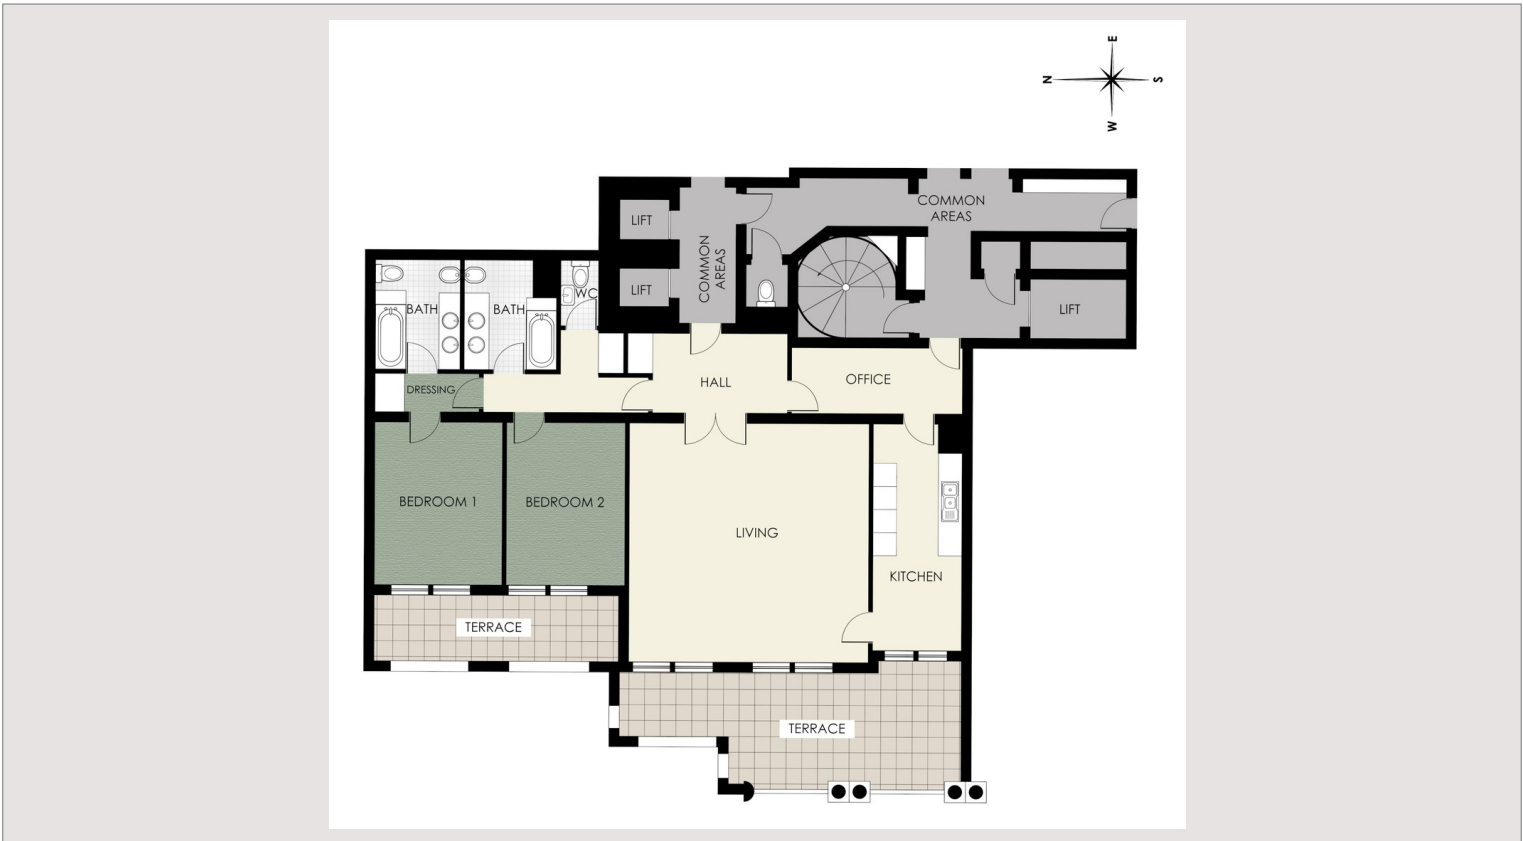 E
N
S
W
COMMON
AREAS
LIFT
COMMON
AREAS
LIFT
LIFT
WC
BATH
BATH
DRESSING
HALL
OFFICE
BEDROOM 1
BEDROOM 2
LIVING
KITCHEN
TERRACE
TERRACE